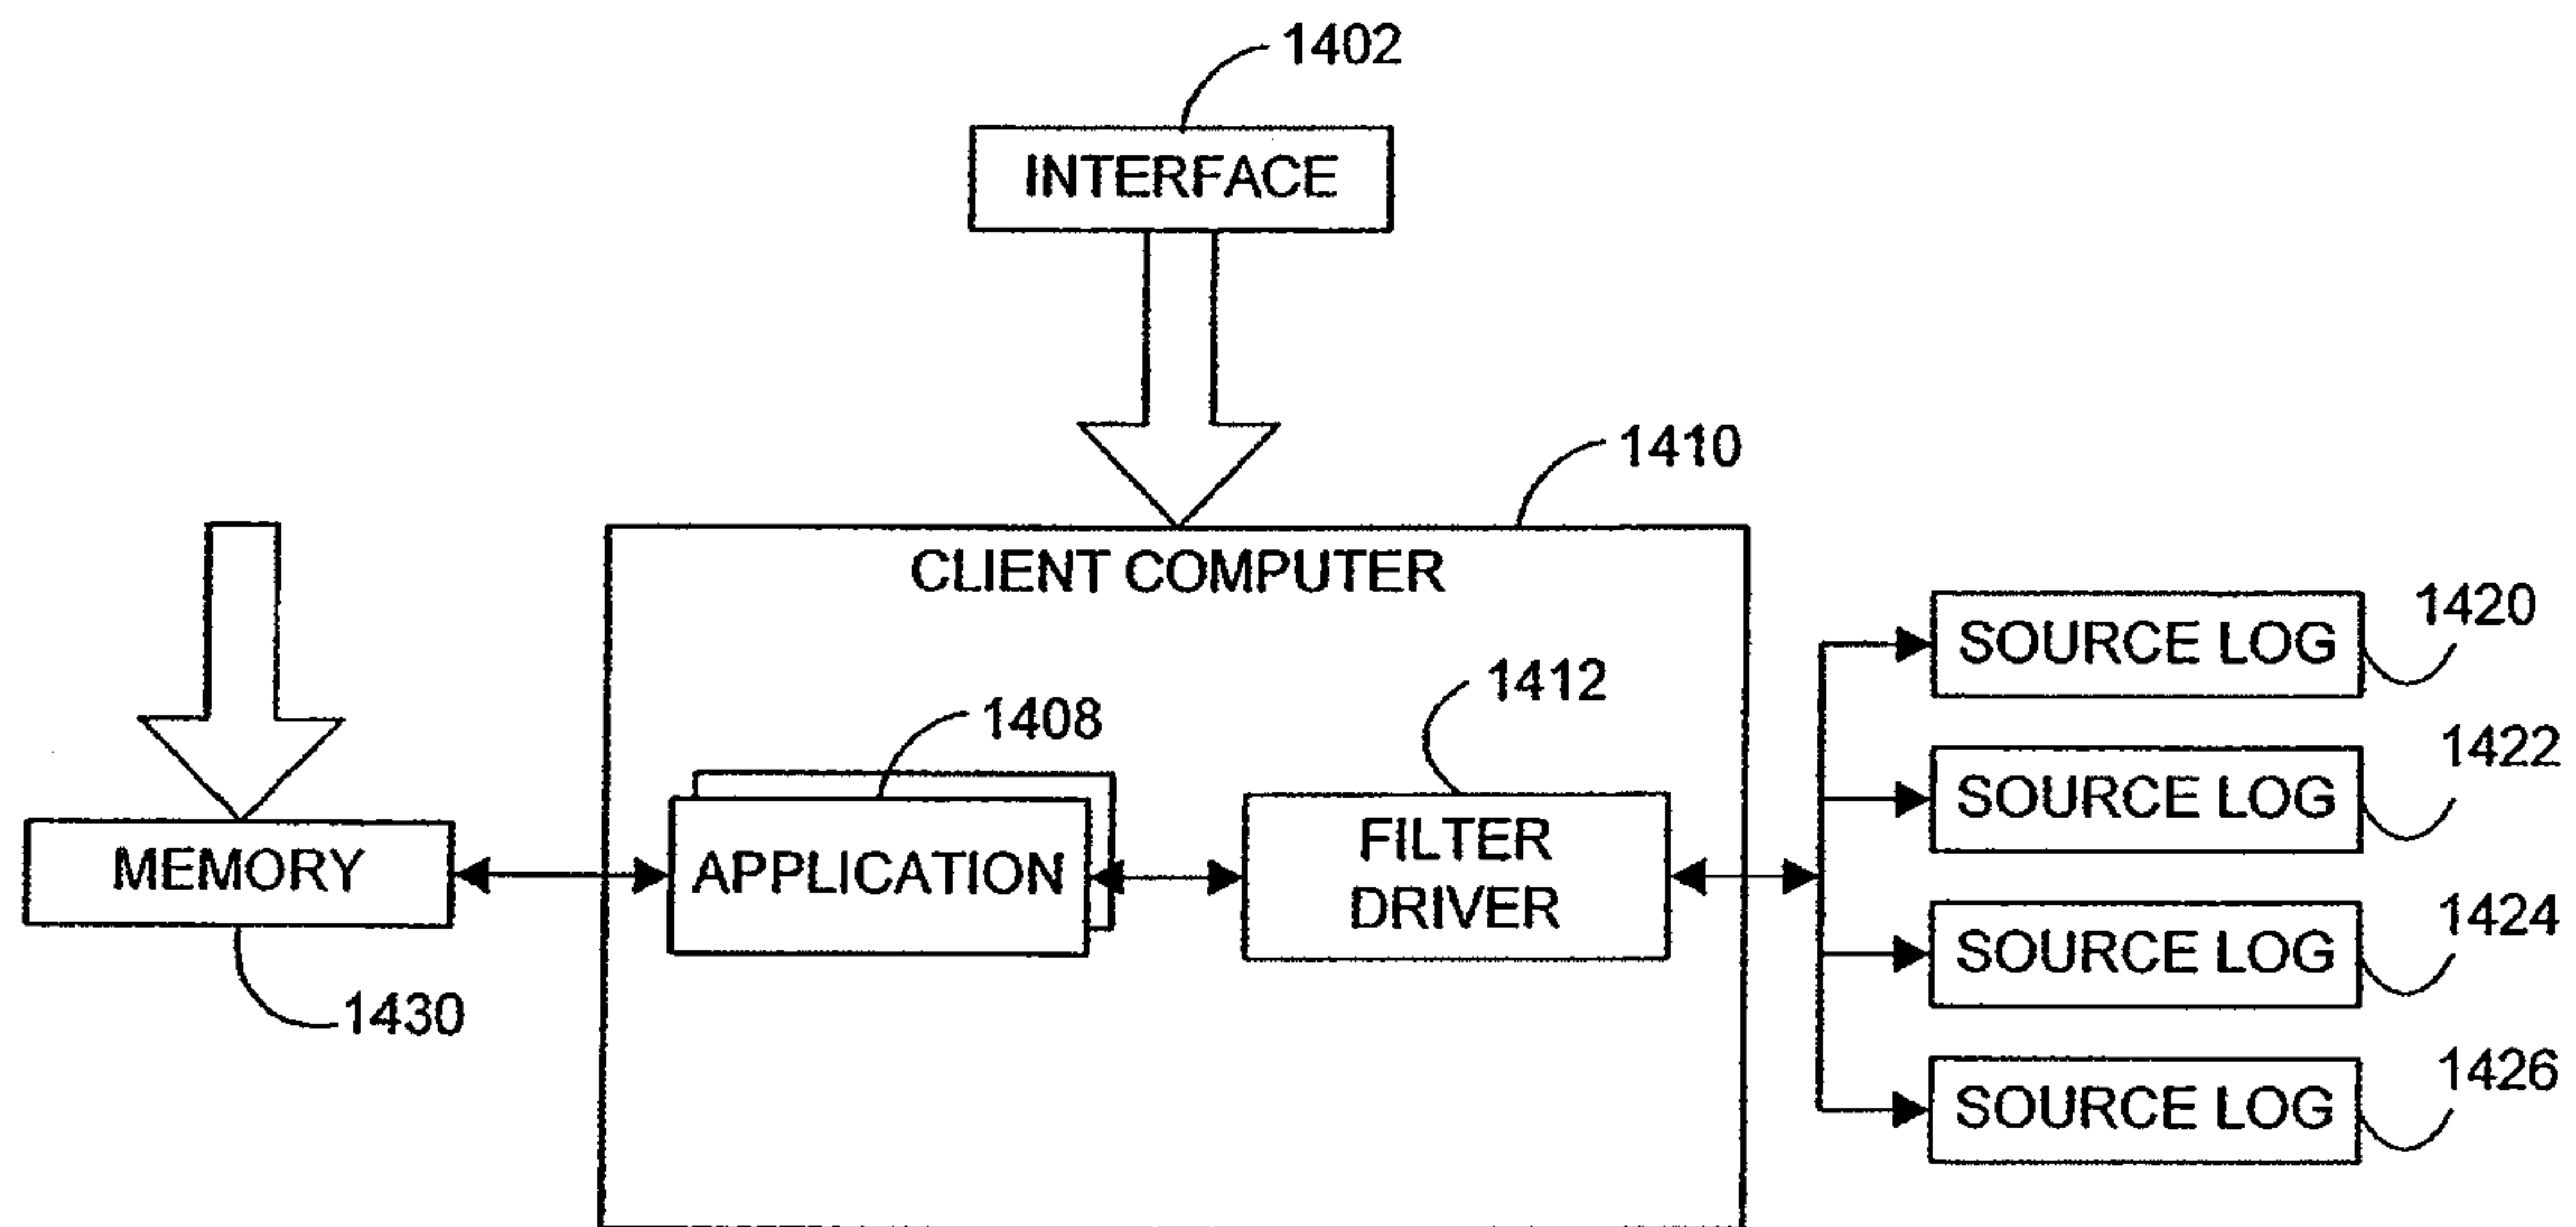 1402
INTERFACE
1410
CLIENT COMPUTER
1420
SOURCE LOG
1412
1408
1422
SOURCE LOG
MEMORY
APPLICATION
FILTER
DRIVER
1424
SOURCE LOG
1430
1426
SOURCE LOG